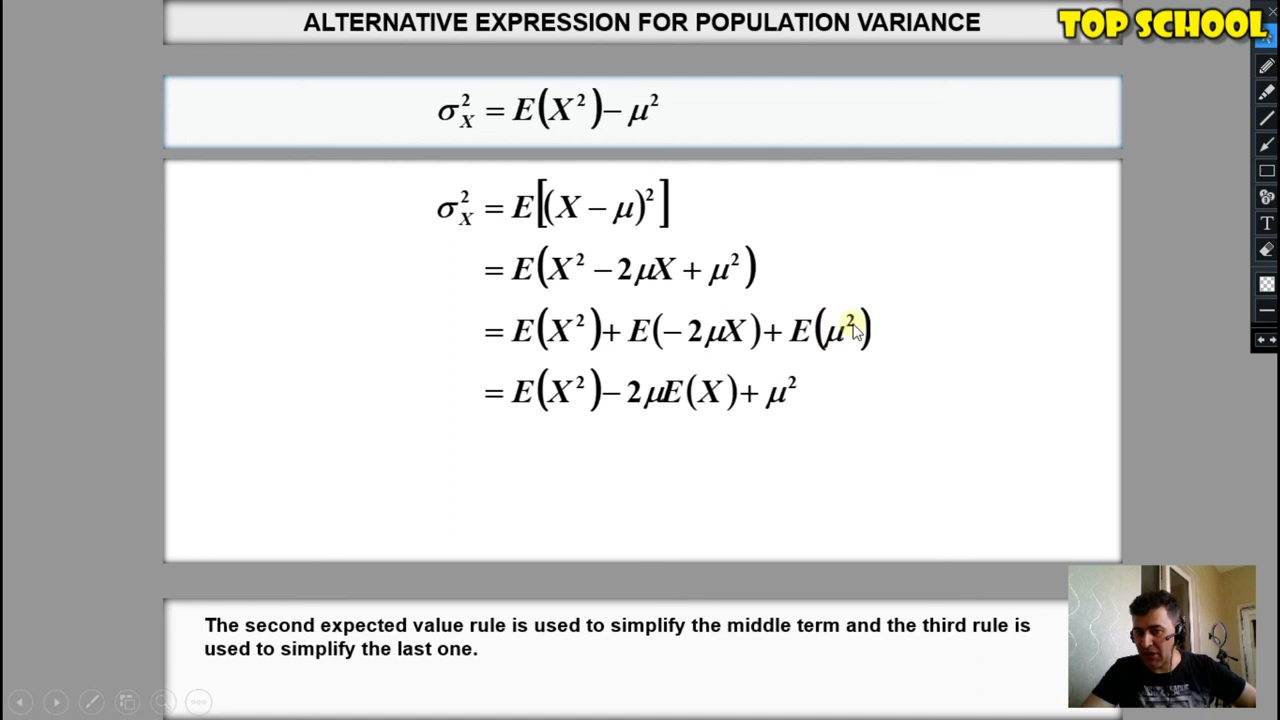 ALTERNATIVE EXPRESSION FOR POPULATION VARIANCE
TOP SCHOOL
σ²_X = E(X²) − μ²
σ²_X = E[(X − μ)²]
= E(X² − 2μX + μ²)
= E(X²) + E(− 2μX) + E(μ²)
= E(X²) − 2μE(X) + μ²
The second expected value rule is used to simplify the middle term and the third rule is
used to simplify the last one.